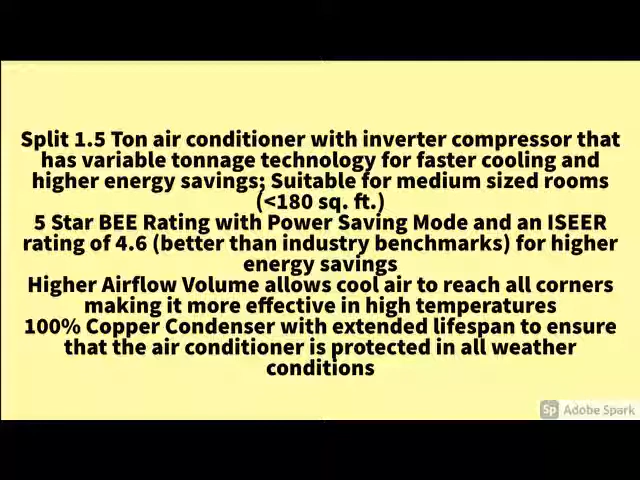 Split 1.5 Ton air conditioner with inverter compressor that
has variable tonnage technology for faster cooling and
higher energy savings; Suitable for medium sized rooms
(<180 sq. ft.)
5 Star BEE Rating with Power Saving Mode and an ISEER
rating of 4.6 (better than industry benchmarks) for higher
energy savings
Higher Airflow Volume allows cool air to reach all corners
making it more effective in high temperatures
100% Copper Condenser with extended lifespan to ensure
that the air conditioner is protected in all weather
conditions
Sp Adobe Spark